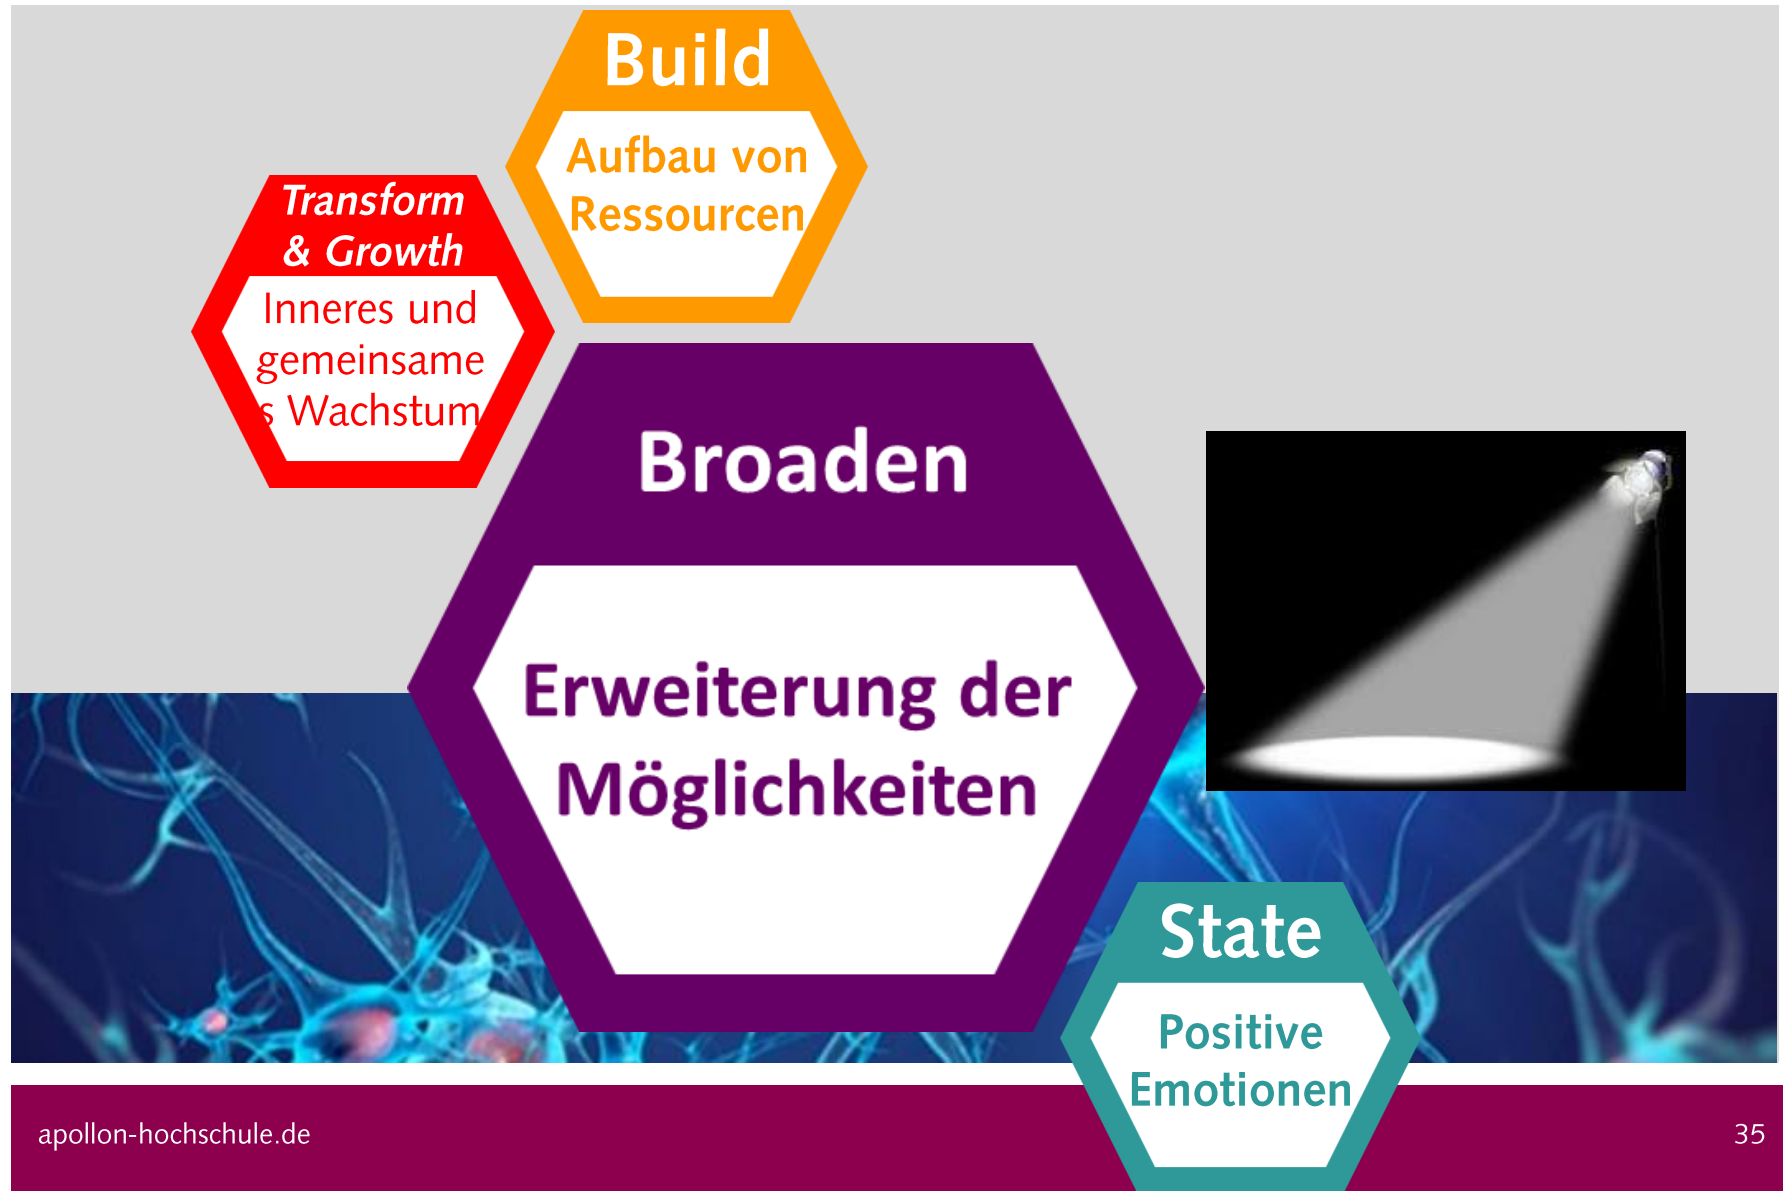 Build
Aufbau von
Ressourcen
Transform
& Growth
Inneres und
gemeinsame
s Wachstum
Broaden
Erweiterung der
Möglichkeiten
State
Positive
Emotionen
apollon-hochschule.de
35